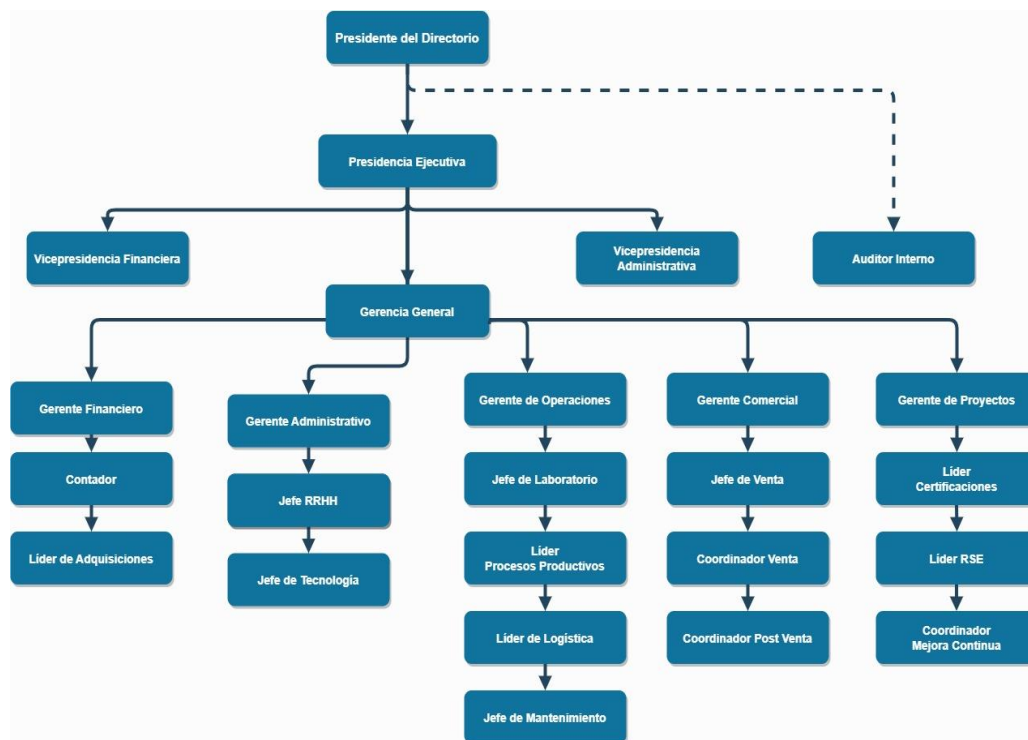 Presidente del Directorio
Presidencia Ejecutiva
Vicepresidencia Financiera
Vicepresidencia
Administrativa
Auditor Interno
Gerencia General
Gerente Financiero
Contador
Líder de Adquisiciones
Gerente Administrativo
Jefe RRHH
Jefe de Tecnología
Gerente de Operaciones
Jefe de Laboratorio
Líder
Procesos Productivos
Líder de Logística
Jefe de Mantenimiento
Gerente Comercial
Jefe de Venta
Coordinador Venta
Coordinador Post Venta
Gerente de Proyectos
Líder
Certificaciones
Líder RSE
Coordinador
Mejora Continua